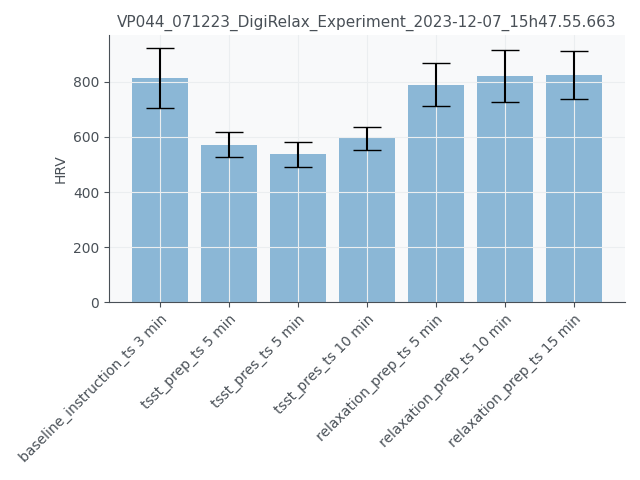 VP044_071223_DigiRelax_Experiment_2023-12-07_15h47.55.663
HRV
800
600
400
200
0
baseline_instruction_ts 3 min
tsst_prep_ts 5 min
tsst_pres_ts 5 min
tsst_pres_ts 10 min
relaxation_prep_ts 5 min
relaxation_prep_ts 10 min
relaxation_prep_ts 15 min